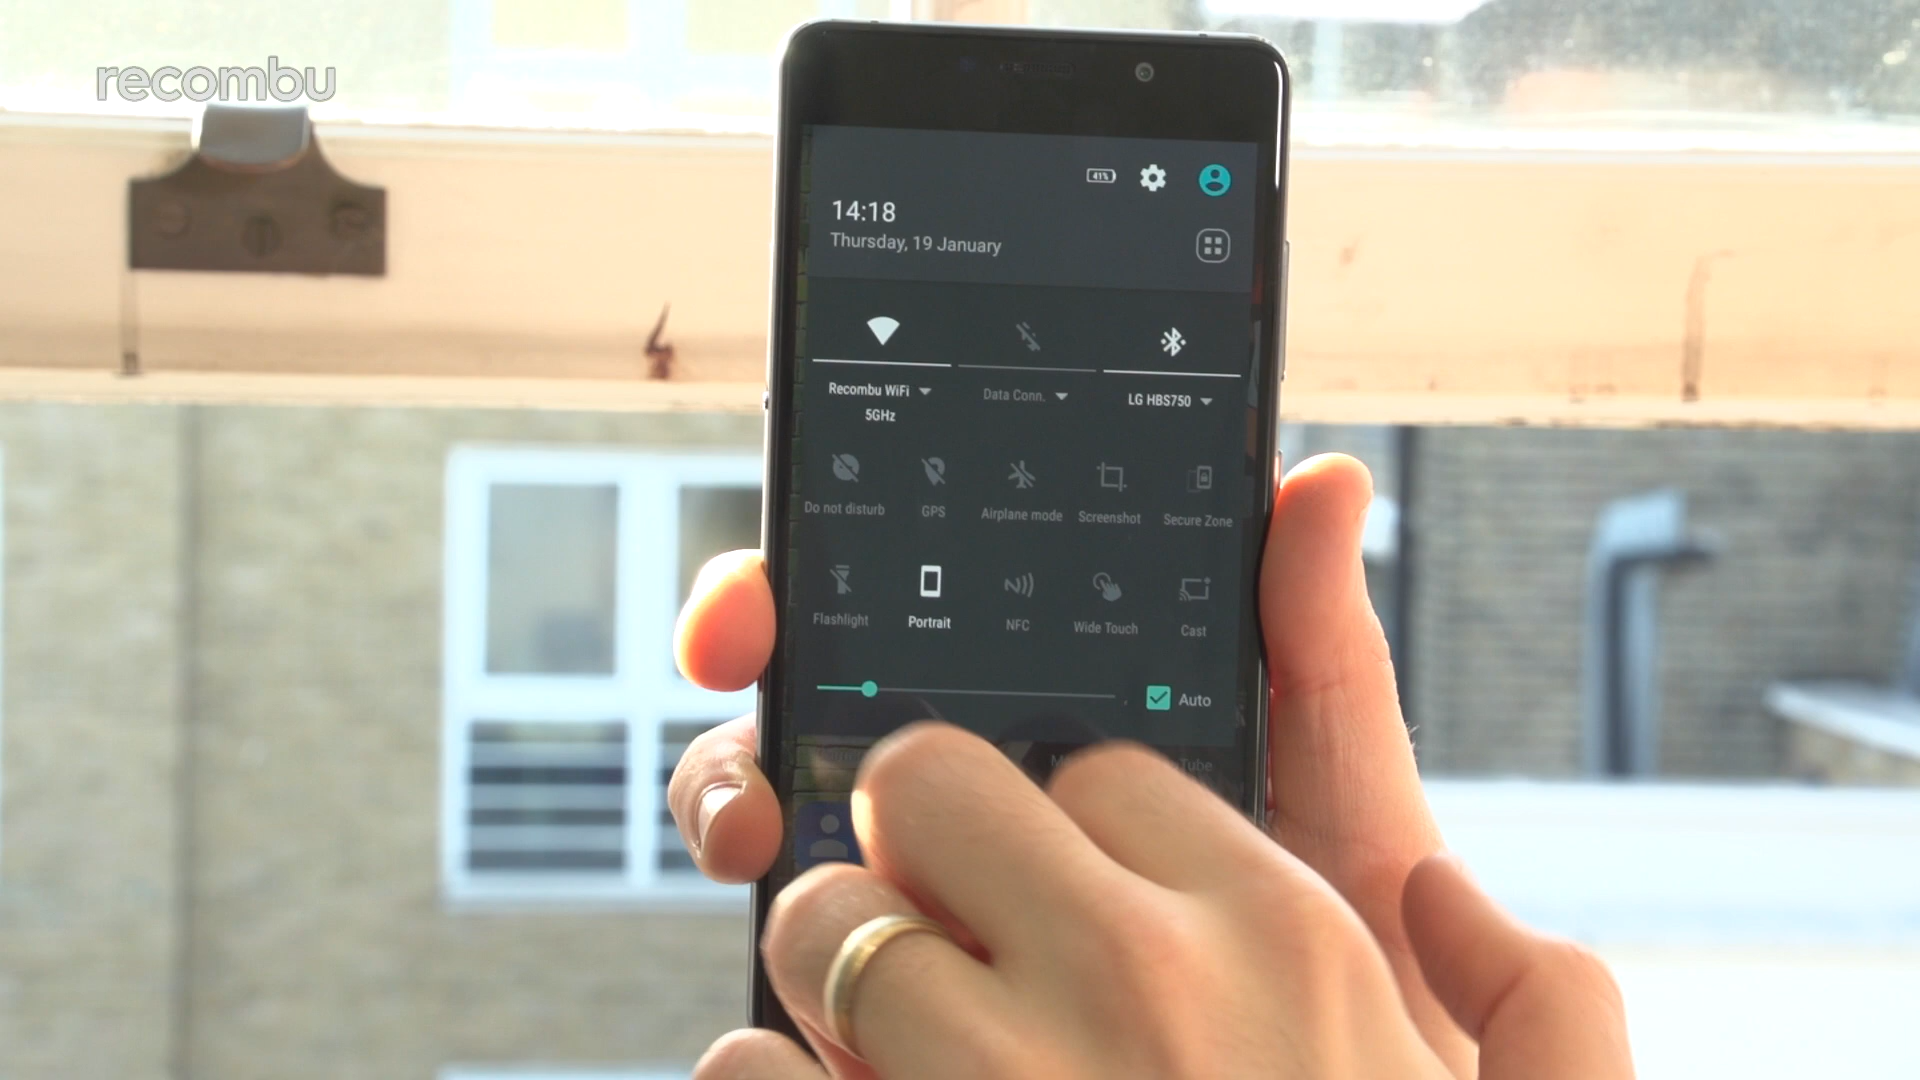 recombu
41%
14:18
Thursday, 19 January
Recombu WiFi
5GHz
Data Conn.
LG HBS750
Do not disturb
GPS
Airplane mode
Screenshot
Secure Zone
Flashlight
Portrait
NFC
Wide Touch
Cast
Auto
Tube